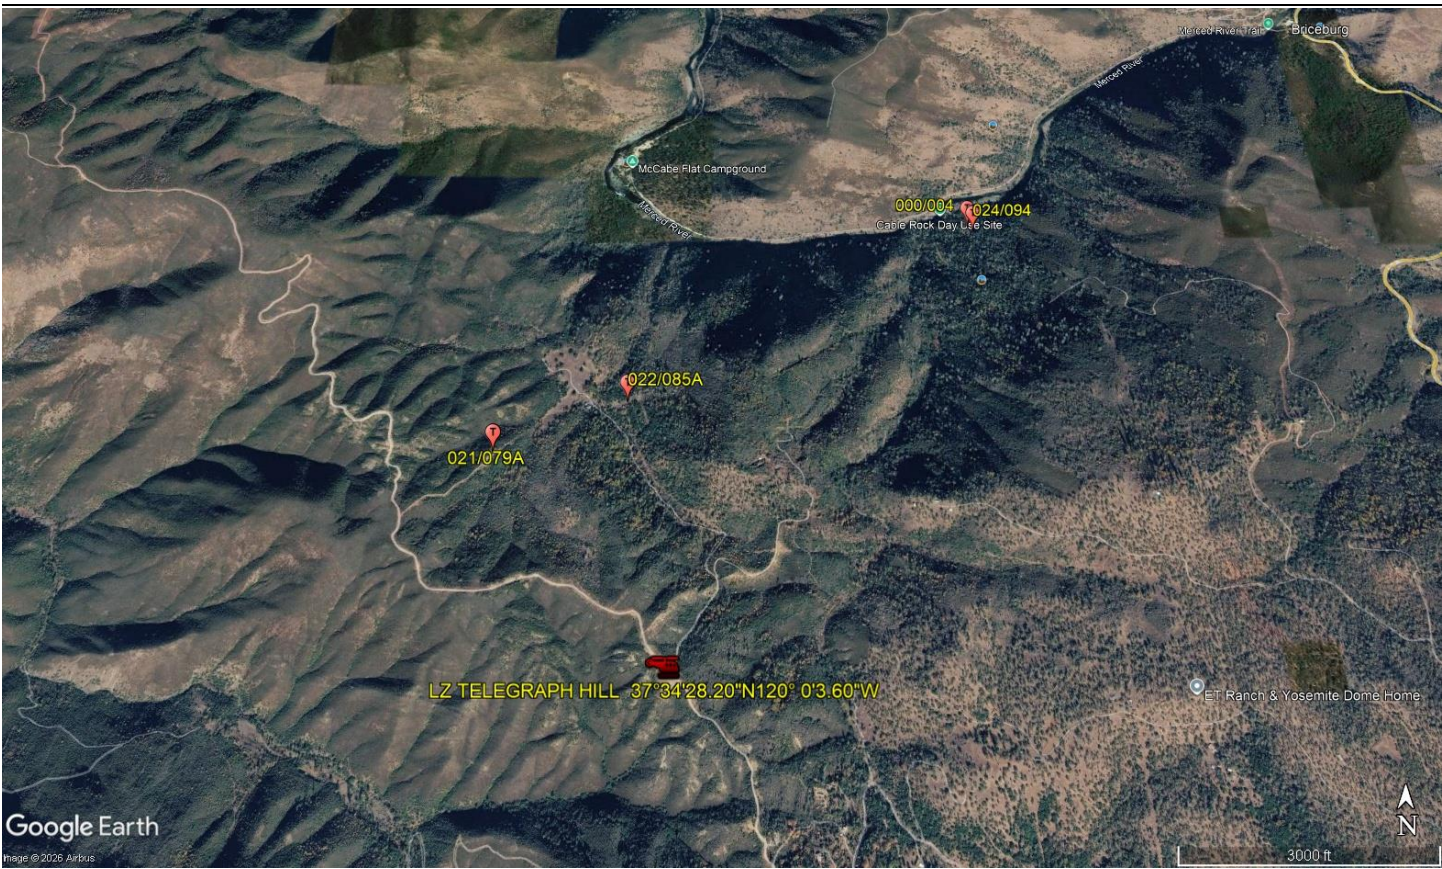 Merced River Trail
Briceburg
Merced River
McCabe Flat Campground
Merced River
000/004
024/094
Cable Rock Day Use Site
022/085A
T
021/079A
LZ TELEGRAPH HILL 37°34'28.20"N120° 0'3.60"W
ET Ranch & Yosemite Dome Home
N
Google Earth
Image © 2026 Airbus
3000 ft